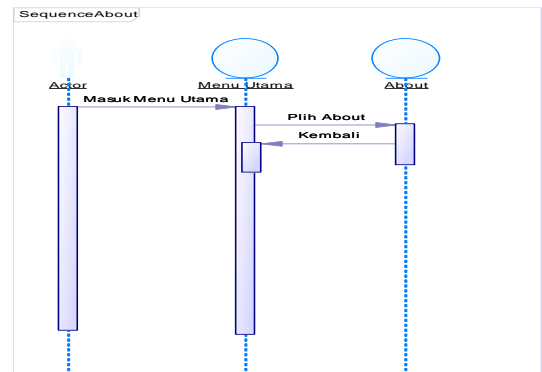 SequenceAbout
Actor
Menu Utama
About
Masuk Menu Utama
Plih About
Kembali